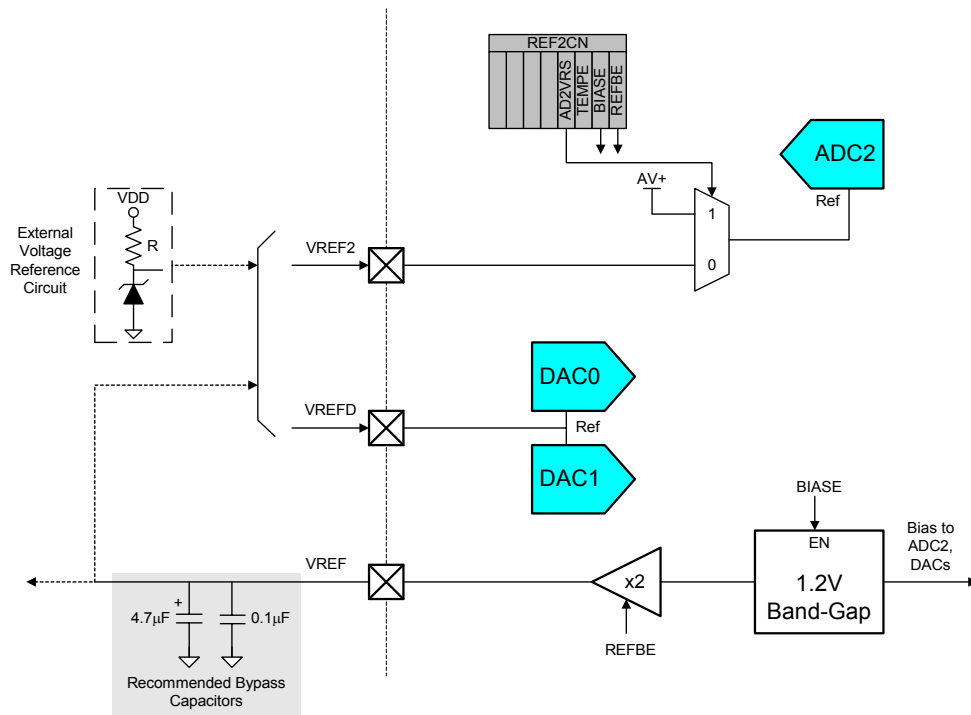 REF2CN
AD2VRS
TEMPE
BIASE
REFBE
ADC2
Ref
AV+
1
0
VDD
R
External
Voltage
Reference
Circuit
VREF2
DAC0
VREFD
Ref
DAC1
BIASE
EN
1.2V
Band-Gap
Bias to
ADC2,
DACs
VREF
x2
REFBE
+
4.7μF
0.1μF
Recommended Bypass
Capacitors